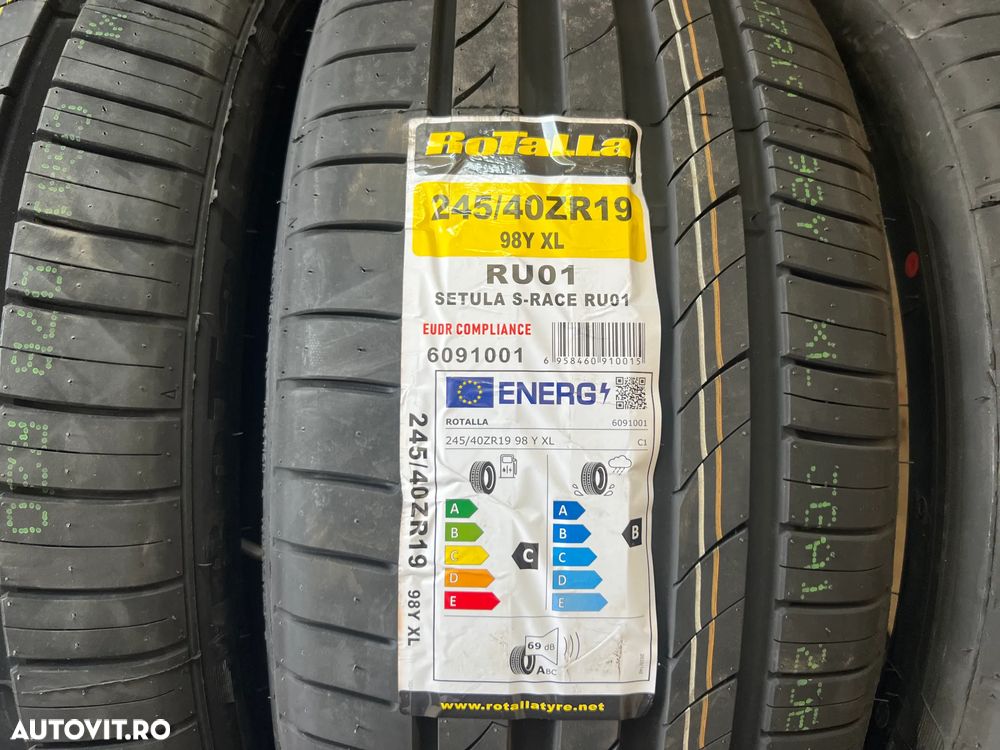 RoTaLLa
245/40ZR19
98Y XL
RU01
SETULA S-RACE RU01
EUDR COMPLIANCE
6091001
6 958460 910015
ENERG
ROTALLA 6091001
245/40ZR19 98 Y XL C1
A
B
C
D
E
C
A
B
C
D
E
B
69 dB
ABC
245/40ZR19 98Y XL
www.rotallatyre.net
AUTOVIT.RO